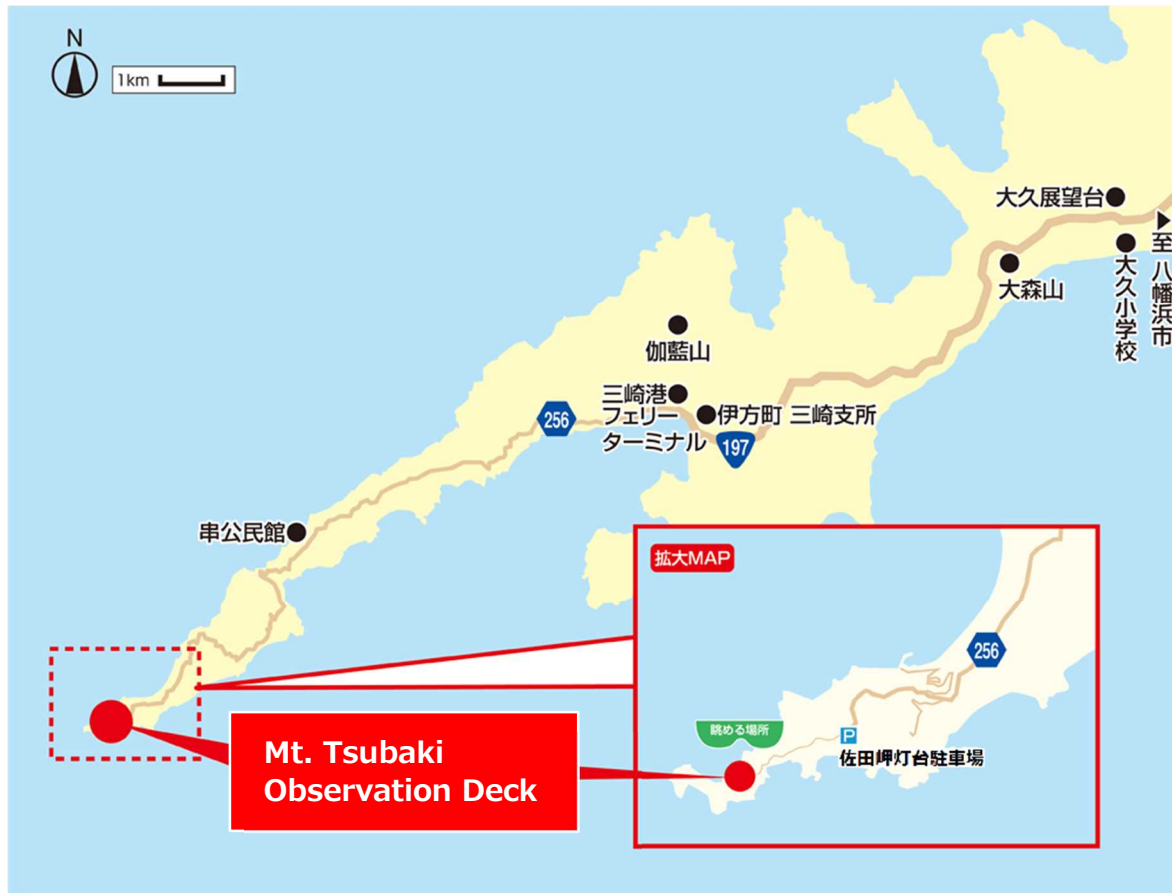 N
1km
大久展望台
▶至 八幡浜市
大久小学校
大森山
伽藍山
三崎港
フェリー
ターミナル
伊方町 三崎支所
256
197
串公民館
拡大MAP
256
眺める場所
P
佐田岬灯台駐車場
Mt. Tsubaki
Observation Deck